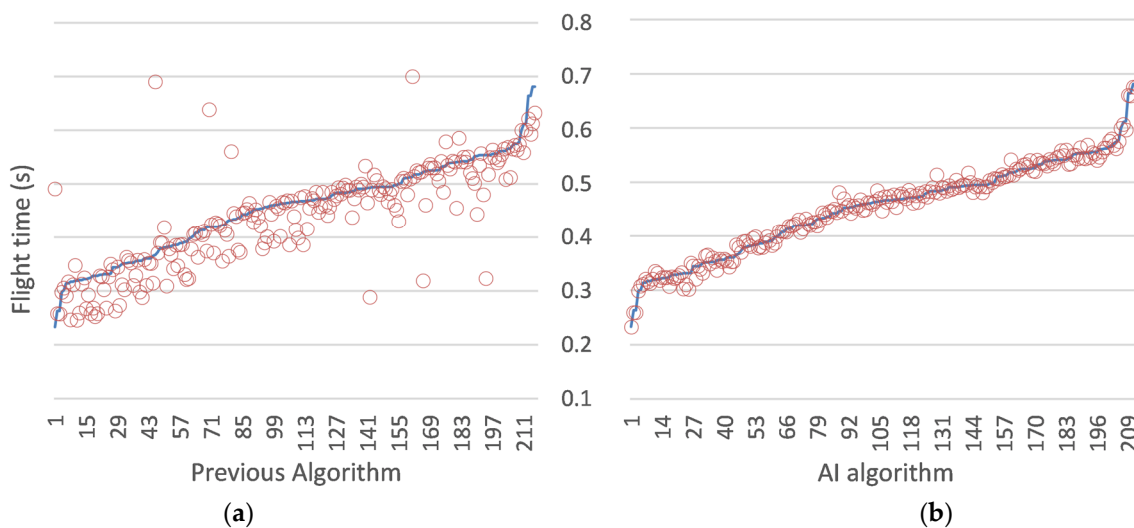 Flight time (s)
0.8
0.7
0.6
0.5
0.4
0.3
0.2
0.1
1 15 29 43 57 71 85 99 113 127 141 155 169 183 197 211
1 14 27 40 53 66 79 92 105 118 131 144 157 170 183 196 209
Previous Algorithm
AI algorithm
(a)
(b)